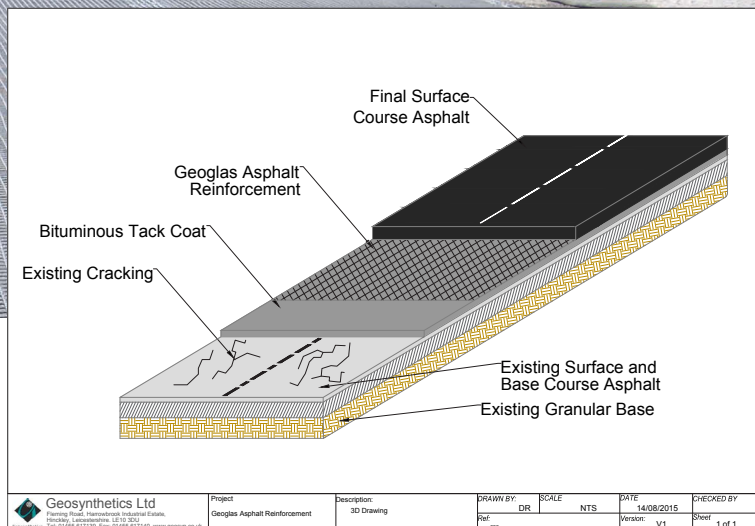 Final Surface
Course Asphalt
Geoglas Asphalt
Reinforcement
Bituminous Tack Coat
Existing Cracking
Existing Surface and
Base Course Asphalt
Existing Granular Base
Geosynthetics Ltd
Fleming Road, Harrowbrook Industrial Estate,
Hinckley, Leicestershire. LE10 3DU
Project
Geoglas Asphalt Reinforcement
Description:
3D Drawing
DRAWN BY:
DR
SCALE
NTS
DATE
14/08/2015
CHECKED BY
Ref:
Version:
V1
Sheet
1 of 1